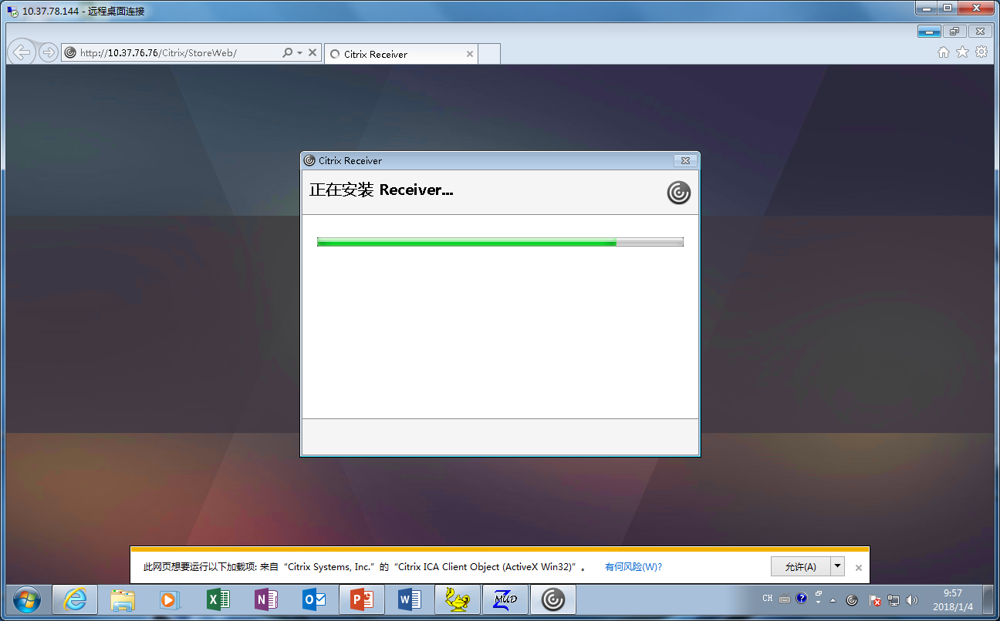 10.37.78.144 - 远程桌面连接
http://10.37.76.76/Citrix/StoreWeb/
Citrix Receiver
Citrix Receiver
正在安装 Receiver...
此网页想要运行以下加载项: 来自“Citrix Systems, Inc.”的“Citrix ICA Client Object (ActiveX Win32)”。
有何风险(W)?
允许(A)
MUD
CH
9:57
2018/1/4